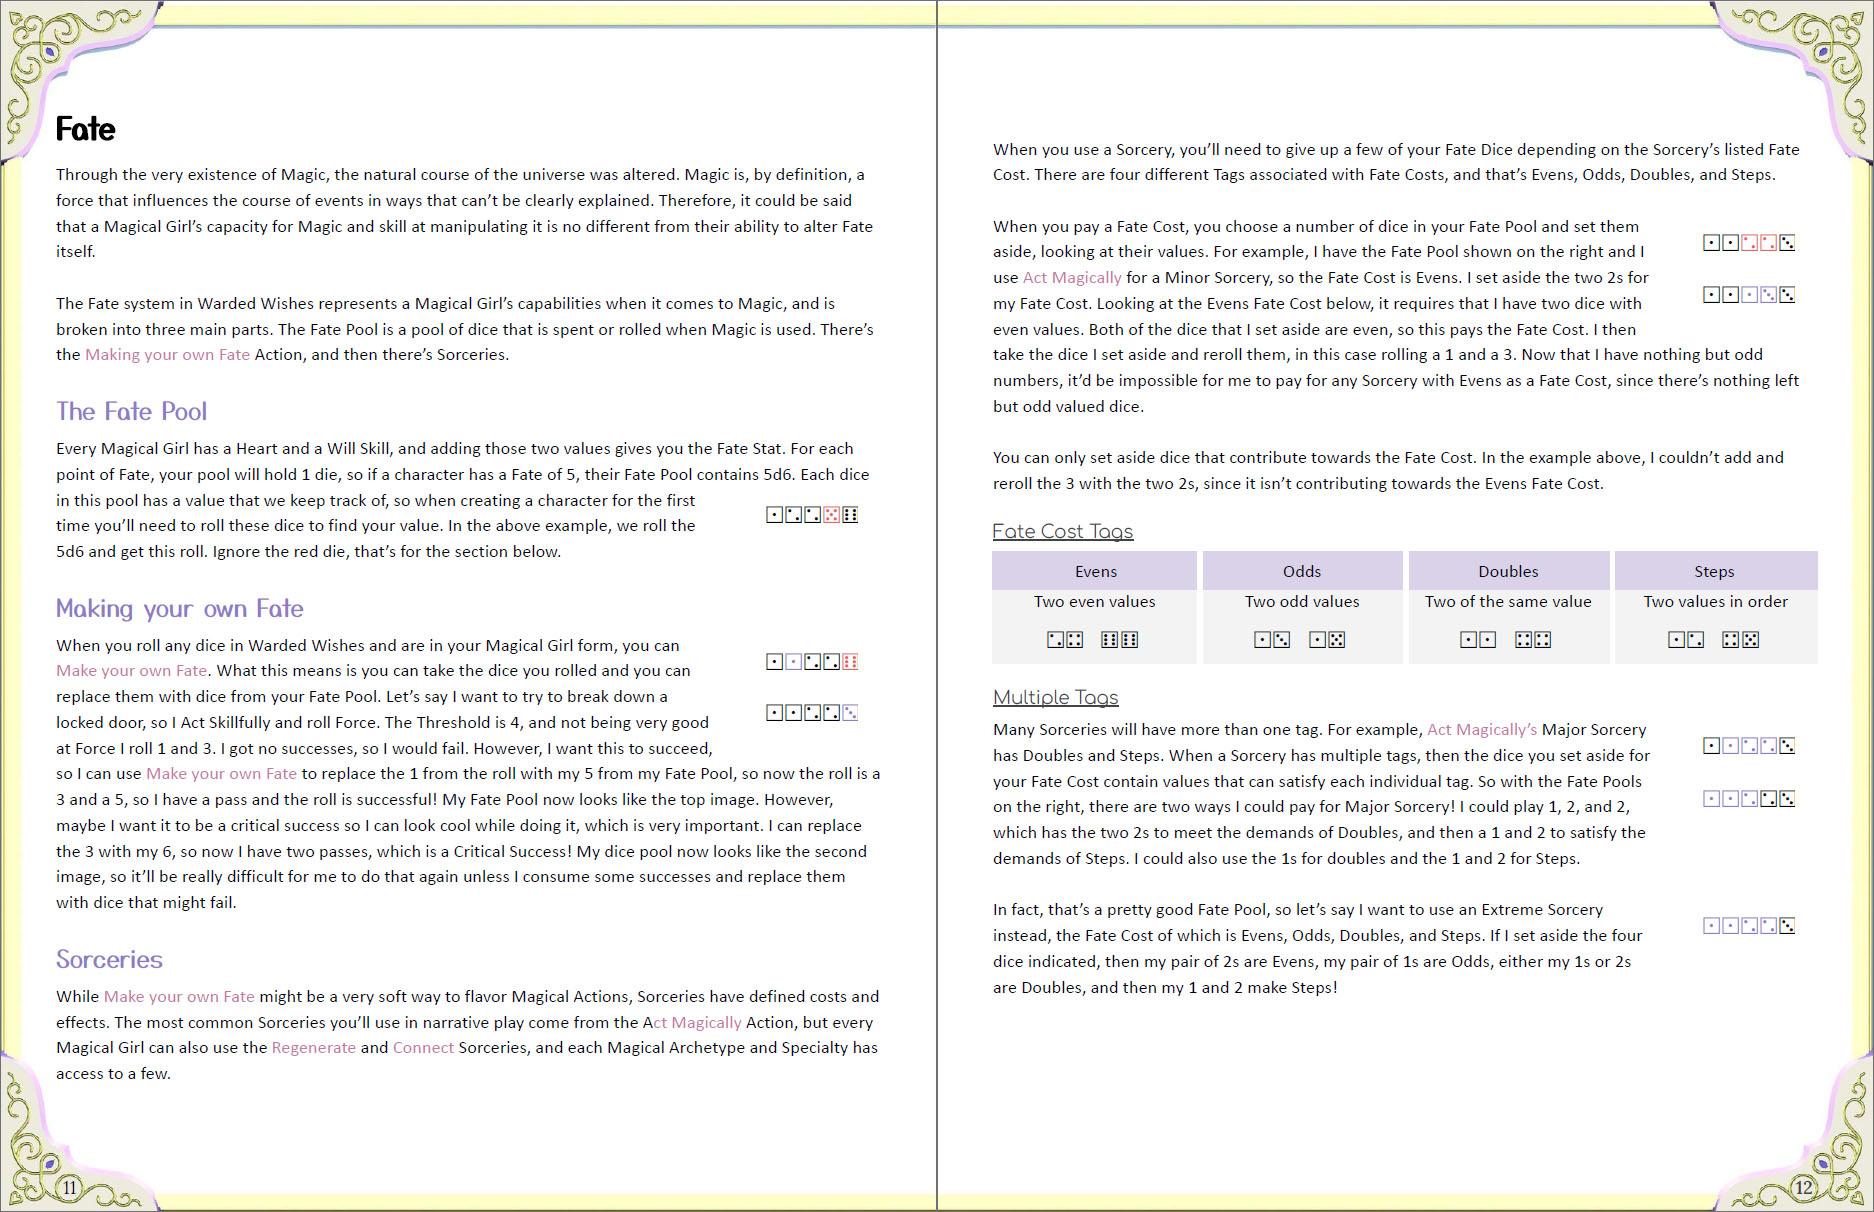 Fate
Through the very existence of Magic, the natural course of the universe was altered. Magic is, by definition, a
force that influences the course of events in ways that can't be clearly explained. Therefore, it could be said
that a Magical Girl's capacity for Magic and skill at manipulating it is no different from their ability to alter Fate
itself.
The Fate system in Warded Wishes represents a Magical Girl's capabilities when it comes to Magic, and is
broken into three main parts. The Fate Pool is a pool of dice that is spent or rolled when Magic is used. There's
the Making your own Fate Action, and then there's Sorceries.
The Fate Pool
Every Magical Girl has a Heart and a Will Skill, and adding those two values gives you the Fate Stat. For each
point of Fate, your pool will hold 1 die, so if a character has a Fate of 5, their Fate Pool contains 5d6. Each dice
in this pool has a value that we keep track of, so when creating a character for the first
time you'll need to roll these dice to find your value. In the above example, we roll the
5d6 and get this roll. Ignore the red die, that's for the section below.
Making your own Fate
When you roll any dice in Warded Wishes and are in your Magical Girl form, you can
Make your own Fate. What this means is you can take the dice you rolled and you can
replace them with dice from your Fate Pool. Let's say I want to try to break down a
locked door, so I Act Skillfully and roll Force. The Threshold is 4, and not being very good
at Force I roll 1 and 3. I got no successes, so I would fail. However, I want this to succeed,
so I can use Make your own Fate to replace the 1 from the roll with my 5 from my Fate Pool, so now the roll is a
3 and a 5, so I have a pass and the roll is successful! My Fate Pool now looks like the top image. However,
maybe I want it to be a critical success so I can look cool while doing it, which is very important. I can replace
the 3 with my 6, so now I have two passes, which is a Critical Success! My dice pool now looks like the second
image, so it'll be really difficult for me to do that again unless I consume some successes and replace them
with dice that might fail.
Sorceries
While Make your own Fate might be a very soft way to flavor Magical Actions, Sorceries have defined costs and
effects. The most common Sorceries you'll use in narrative play come from the Act Magically Action, but every
Magical Girl can also use the Regenerate and Connect Sorceries, and each Magical Archetype and Specialty has
access to a few.
11
When you use a Sorcery, you'll need to give up a few of your Fate Dice depending on the Sorcery's listed Fate
Cost. There are four different Tags associated with Fate Costs, and that's Evens, Odds, Doubles, and Steps.
When you pay a Fate Cost, you choose a number of dice in your Fate Pool and set them
aside, looking at their values. For example, I have the Fate Pool shown on the right and I
use Act Magically for a Minor Sorcery, so the Fate Cost is Evens. I set aside the two 2s for
my Fate Cost. Looking at the Evens Fate Cost below, it requires that I have two dice with
even values. Both of the dice that I set aside are even, so this pays the Fate Cost. I then
take the dice I set aside and reroll them, in this case rolling a 1 and a 3. Now that I have nothing but odd
numbers, it'd be impossible for me to pay for any Sorcery with Evens as a Fate Cost, since there's nothing left
but odd valued dice.
You can only set aside dice that contribute towards the Fate Cost. In the example above, I couldn't add and
reroll the 3 with the two 2s, since it isn't contributing towards the Evens Fate Cost.
Fate Cost Tags
Evens Odds Doubles Steps
Two even values Two odd values Two of the same value Two values in order
Multiple Tags
Many Sorceries will have more than one tag. For example, Act Magically's Major Sorcery
has Doubles and Steps. When a Sorcery has multiple tags, then the dice you set aside for
your Fate Cost contain values that can satisfy each individual tag. So with the Fate Pools
on the right, there are two ways I could pay for Major Sorcery! I could play 1, 2, and 2,
which has the two 2s to meet the demands of Doubles, and then a 1 and 2 to satisfy the
demands of Steps. I could also use the 1s for doubles and the 1 and 2 for Steps.
In fact, that's a pretty good Fate Pool, so let's say I want to use an Extreme Sorcery
instead, the Fate Cost of which is Evens, Odds, Doubles, and Steps. If I set aside the four
dice indicated, then my pair of 2s are Evens, my pair of 1s are Odds, either my 1s or 2s
are Doubles, and then my 1 and 2 make Steps!
12